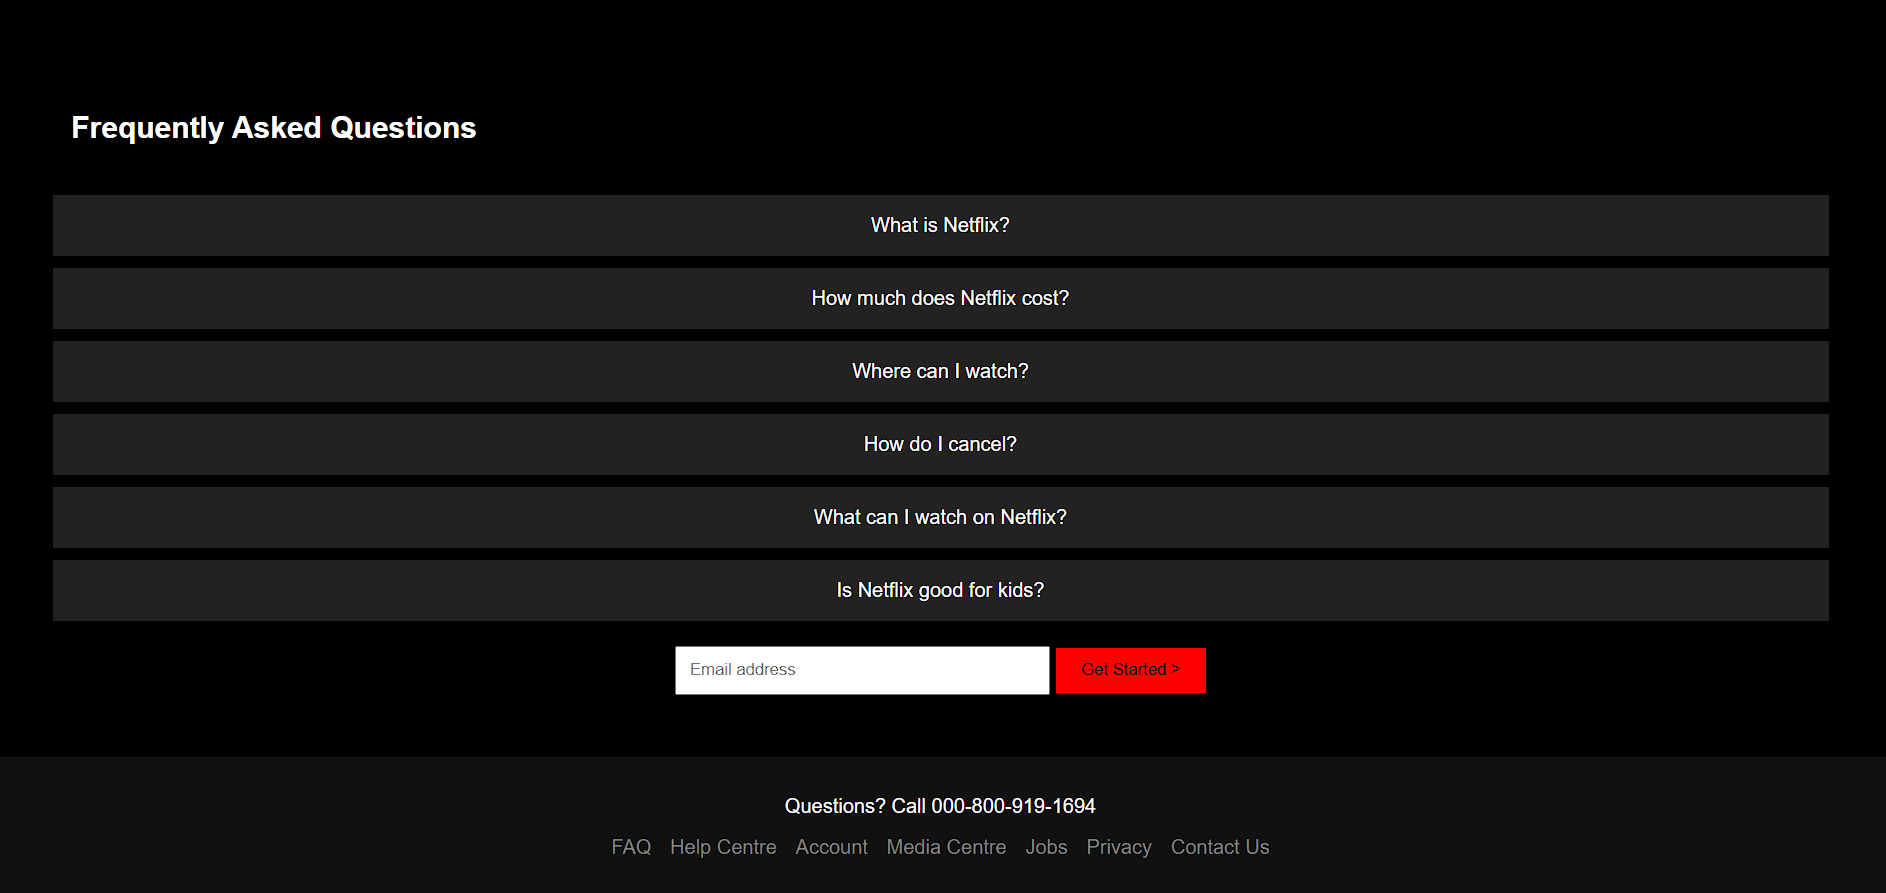 Frequently Asked Questions
What is Netflix?
How much does Netflix cost?
Where can I watch?
How do I cancel?
What can I watch on Netflix?
Is Netflix good for kids?
Email address Get Started >
Questions? Call 000-800-919-1694
FAQ Help Centre Account Media Centre Jobs Privacy Contact Us